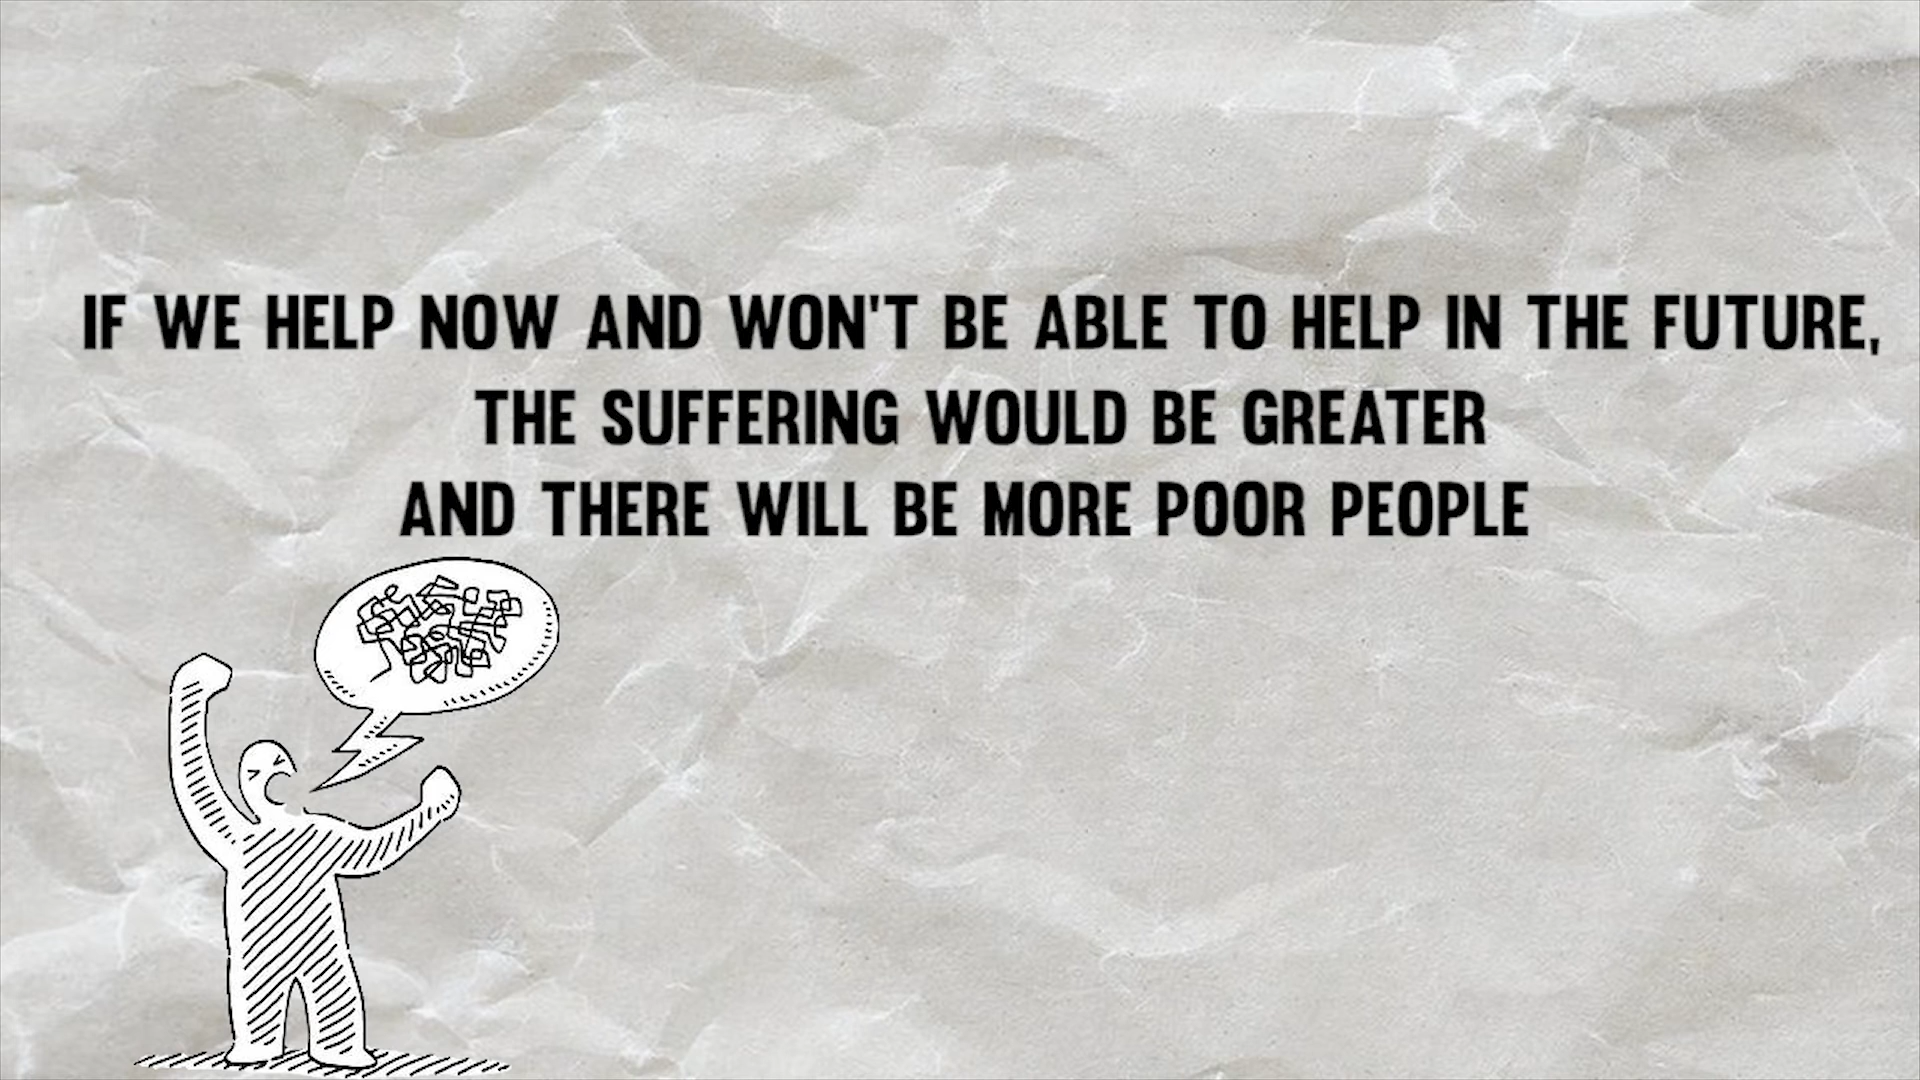 IF WE HELP NOW AND WON'T BE ABLE TO HELP IN THE FUTURE,
THE SUFFERING WOULD BE GREATER
AND THERE WILL BE MORE POOR PEOPLE